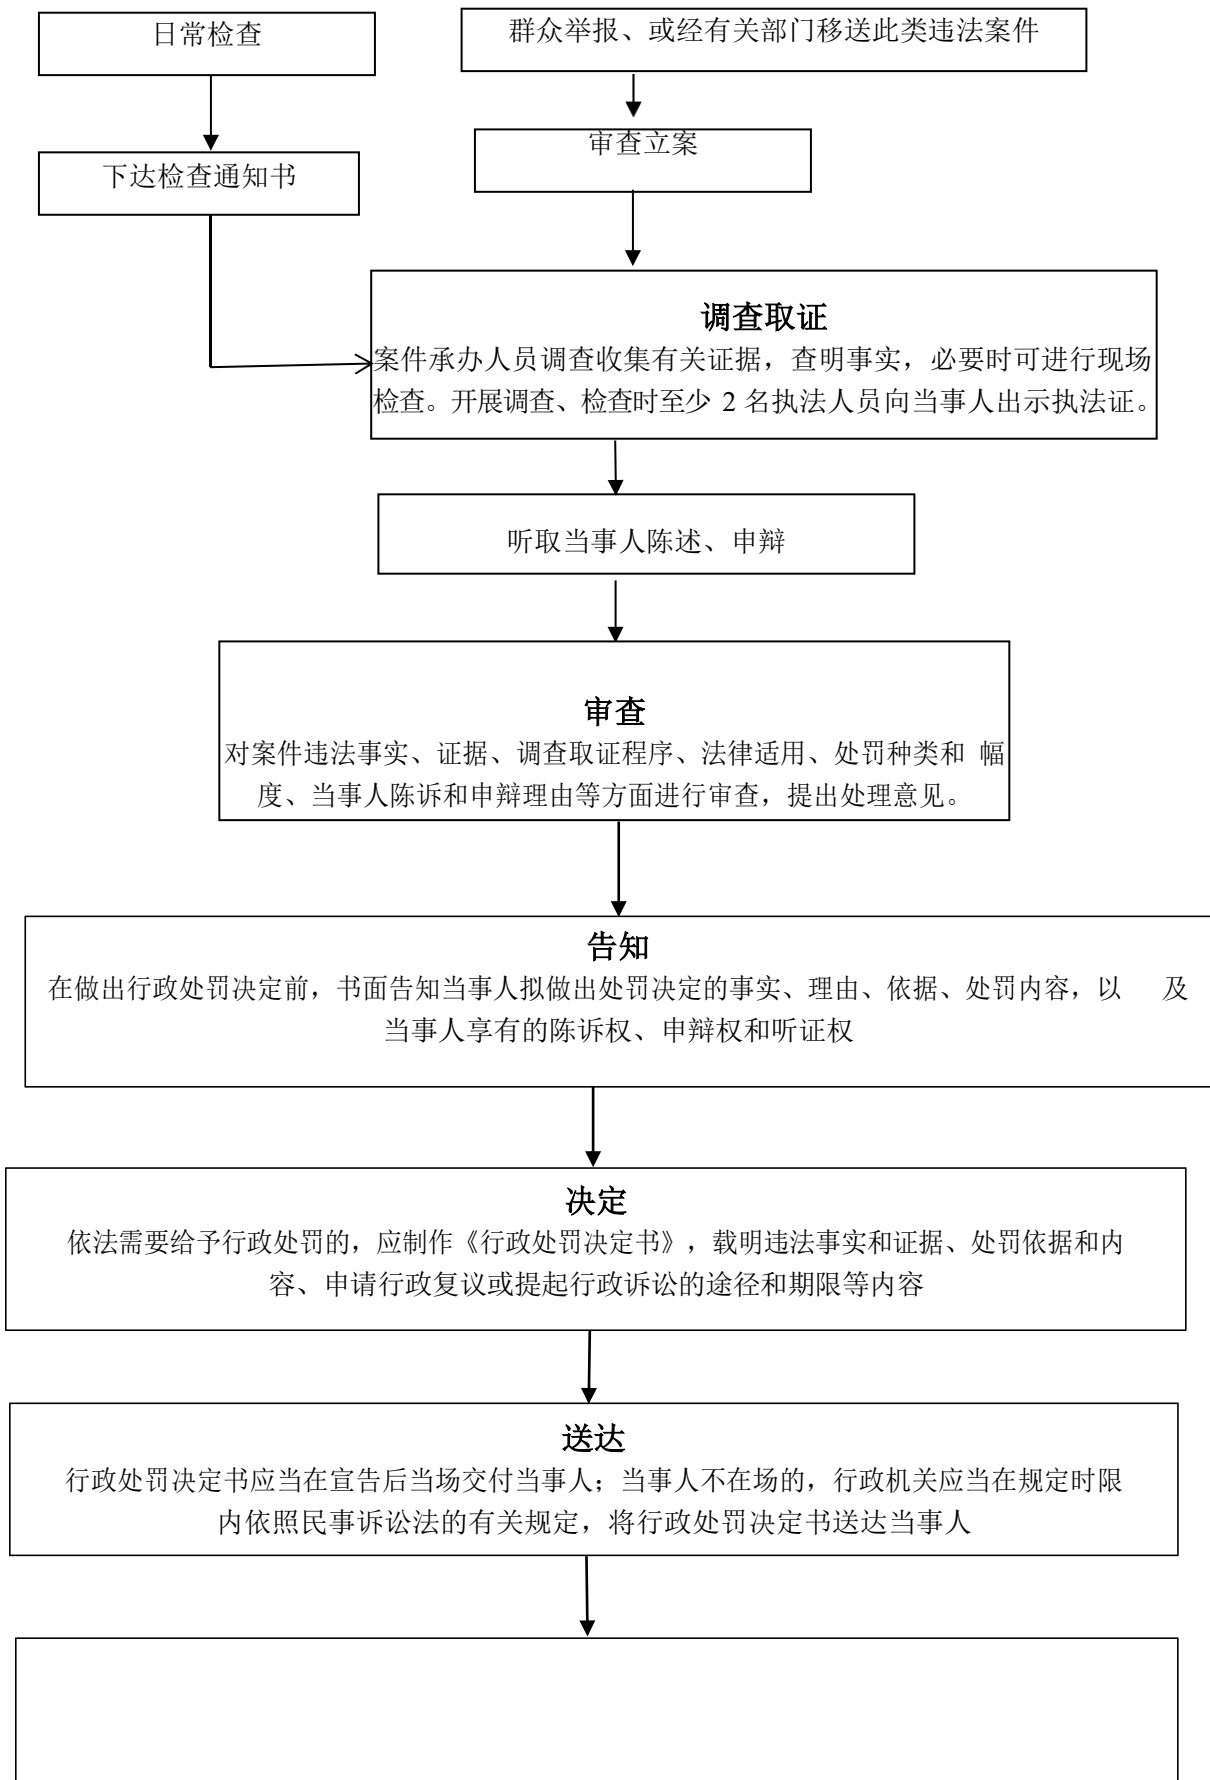 日常检查
群众举报、或经有关部门移送此类违法案件
审查立案
下达检查通知书
调查取证
案件承办人员调查收集有关证据，查明事实，必要时可进行现场
检查。开展调查、检查时至少 2 名执法人员向当事人出示执法证。
听取当事人陈述、申辩
审查
对案件违法事实、证据、调查取证程序、法律适用、处罚种类和 幅
度、当事人陈诉和申辩理由等方面进行审查，提出处理意见。
告知
在做出行政处罚决定前，书面告知当事人拟做出处罚决定的事实、理由、依据、处罚内容，以 及
当事人享有的陈诉权、申辩权和听证权
决定
依法需要给予行政处罚的，应制作《行政处罚决定书》，载明违法事实和证据、处罚依据和内
容、申请行政复议或提起行政诉讼的途径和期限等内容
送达
行政处罚决定书应当在宣告后当场交付当事人；当事人不在场的，行政机关应当在规定时限
内依照民事诉讼法的有关规定，将行政处罚决定书送达当事人